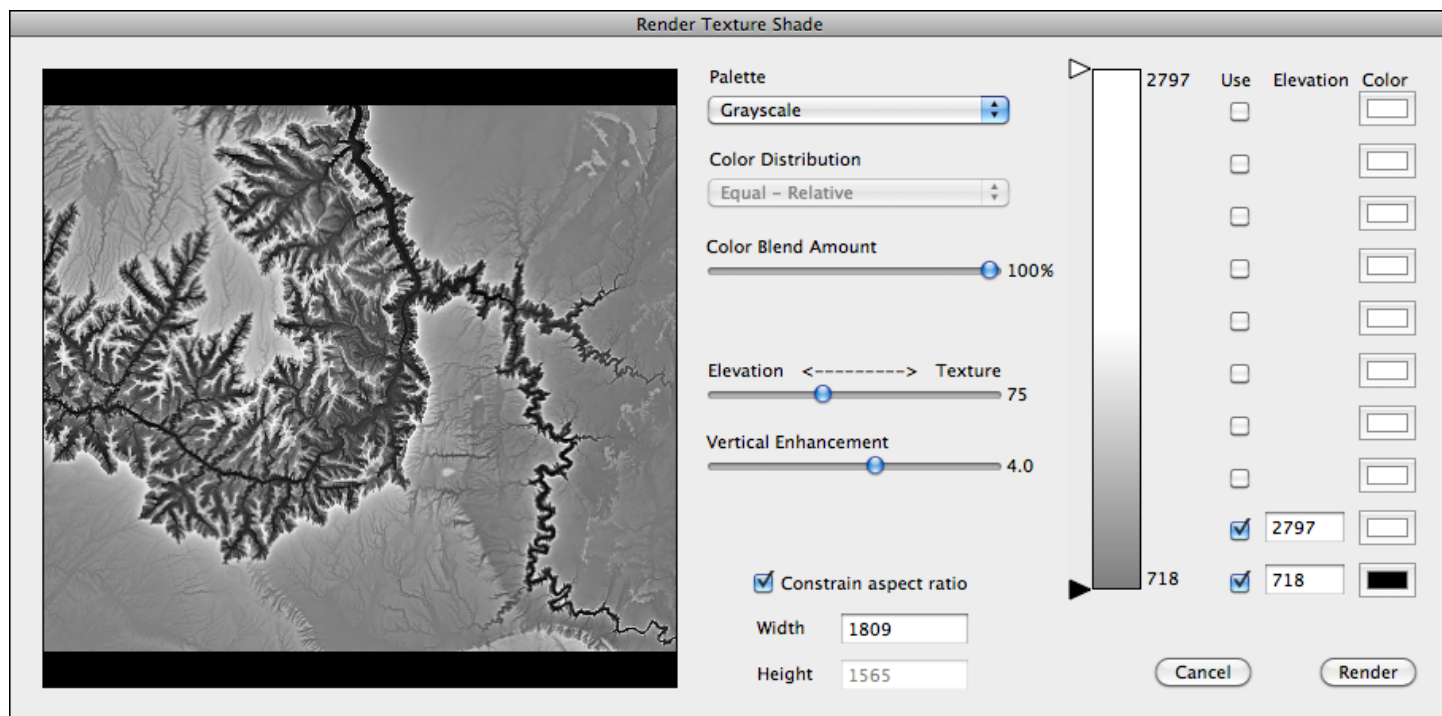 Render Texture Shade
Palette
Grayscale
Color Distribution
Equal – Relative
Color Blend Amount
100%
Elevation <---------> Texture
75
Vertical Enhancement
4.0
Constrain aspect ratio
Width 1809
Height 1565
2797 Use Elevation Color
2797
718 718
Cancel Render